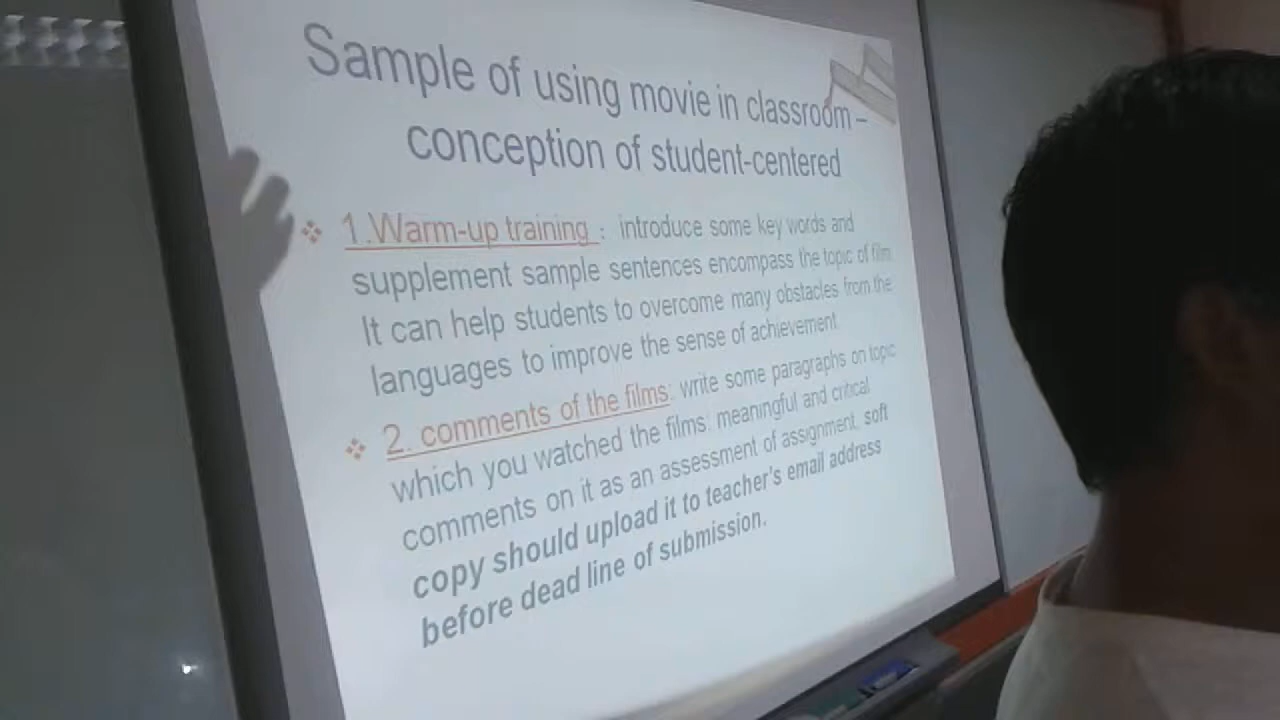 Sample of using movie in classroom –
conception of student-centered
1.Warm-up training : introduce some key words and
supplement sample sentences encompass the topic of film
It can help students to overcome many obstacles from the
languages to improve the sense of achievement.
2. comments of the films: write some paragraphs on topic
which you watched the films; meaningful and critical
comments on it as an assessment of assignment, soft
copy should upload it to teacher's email address
before dead line of submission.